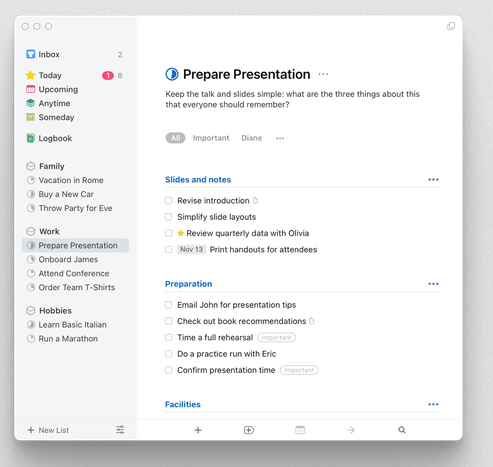 Inbox 2
Today 1 8
Upcoming
Anytime
Someday
Logbook
Family
Vacation in Rome
Buy a New Car
Throw Party for Eve
Work
Prepare Presentation
Onboard James
Attend Conference
Order Team T-Shirts
Hobbies
Learn Basic Italian
Run a Marathon
+ New List
Prepare Presentation ···
Keep the talk and slides simple: what are the three things about this
that everyone should remember?
All Important Diane ···
Slides and notes ···
Revise introduction
Simplify slide layouts
Review quarterly data with Olivia
Nov 13 Print handouts for attendees
Preparation ···
Email John for presentation tips
Check out book recommendations
Time a full rehearsal Important
Do a practice run with Eric
Confirm presentation time Important
Facilities ···